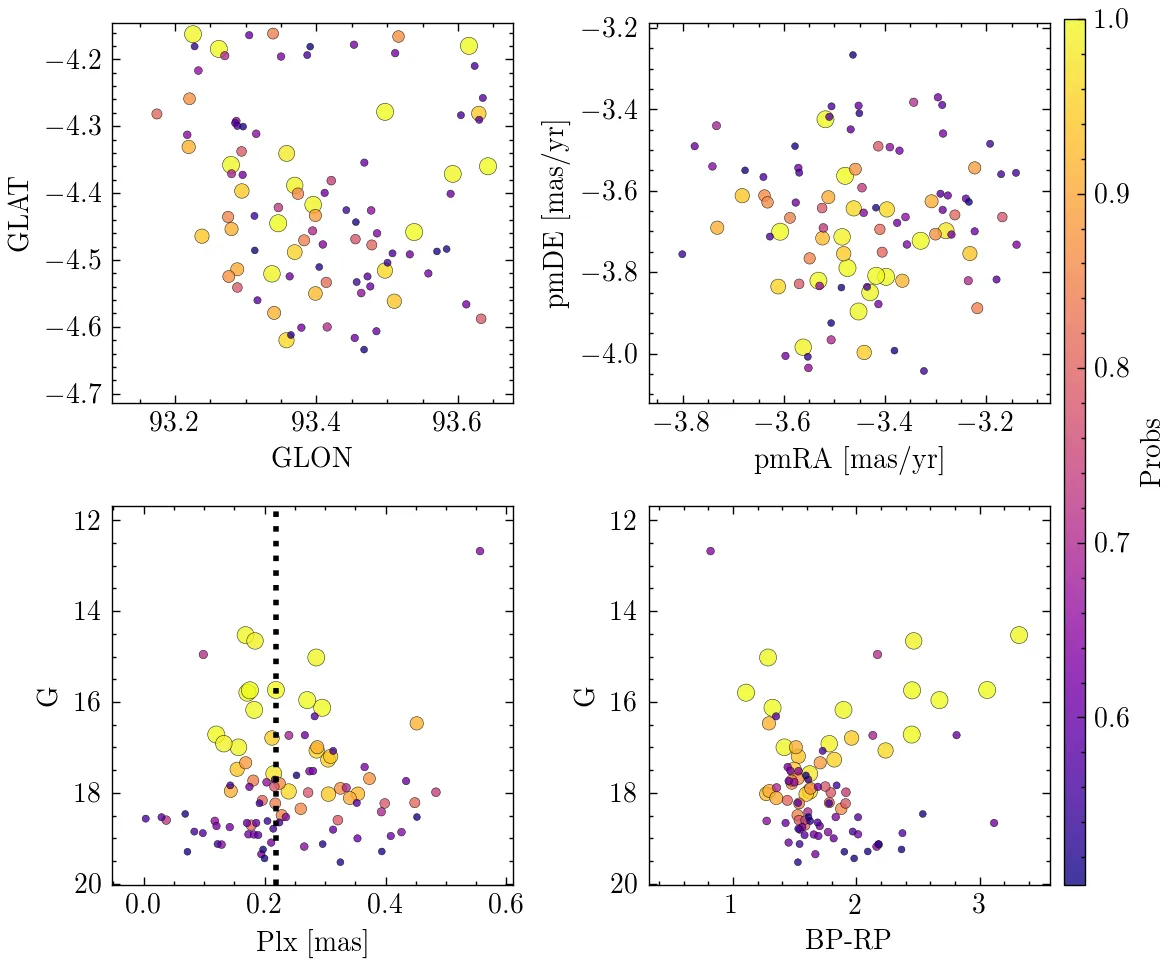 −4.2
−4.3
−4.4
−4.5
−4.6
−4.7
GLAT
93.2 93.4 93.6
GLON
−3.2
−3.4
−3.6
−3.8
−4.0
pmDE [mas/yr]
−3.8 −3.6 −3.4 −3.2
pmRA [mas/yr]
12
14
16
18
20
G
0.0 0.2 0.4 0.6
Plx [mas]
12
14
16
18
20
G
1 2 3
BP-RP
1.0
0.9
0.8
0.7
0.6
Probs